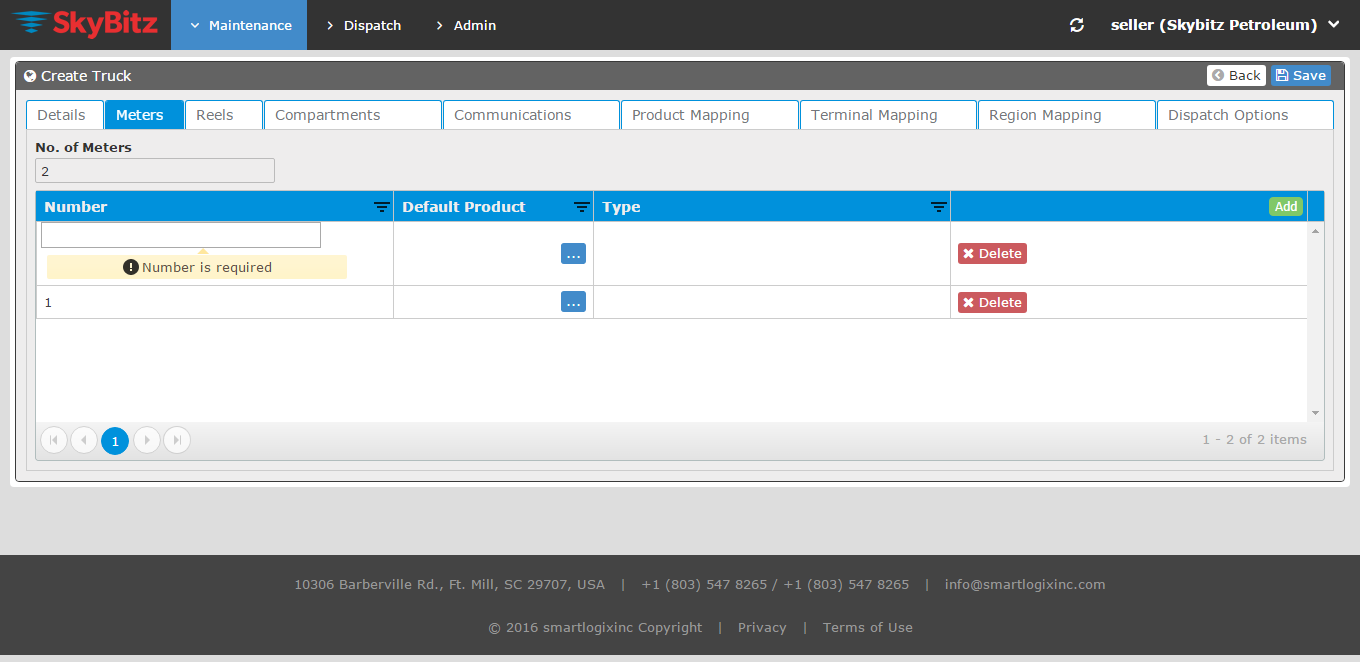 SkyBitz Maintenance Dispatch Admin seller (Skybitz Petroleum)
Create Truck Back Save
Details Meters Reels Compartments Communications Product Mapping Terminal Mapping Region Mapping Dispatch Options
No. of Meters
2
Number Default Product Type Add
... Delete
Number is required
1 ... Delete
1 1 - 2 of 2 items
10306 Barberville Rd., Ft. Mill, SC 29707, USA | +1 (803) 547 8265 / +1 (803) 547 8265 | info@smartlogixinc.com
© 2016 smartlogixinc Copyright | Privacy | Terms of Use